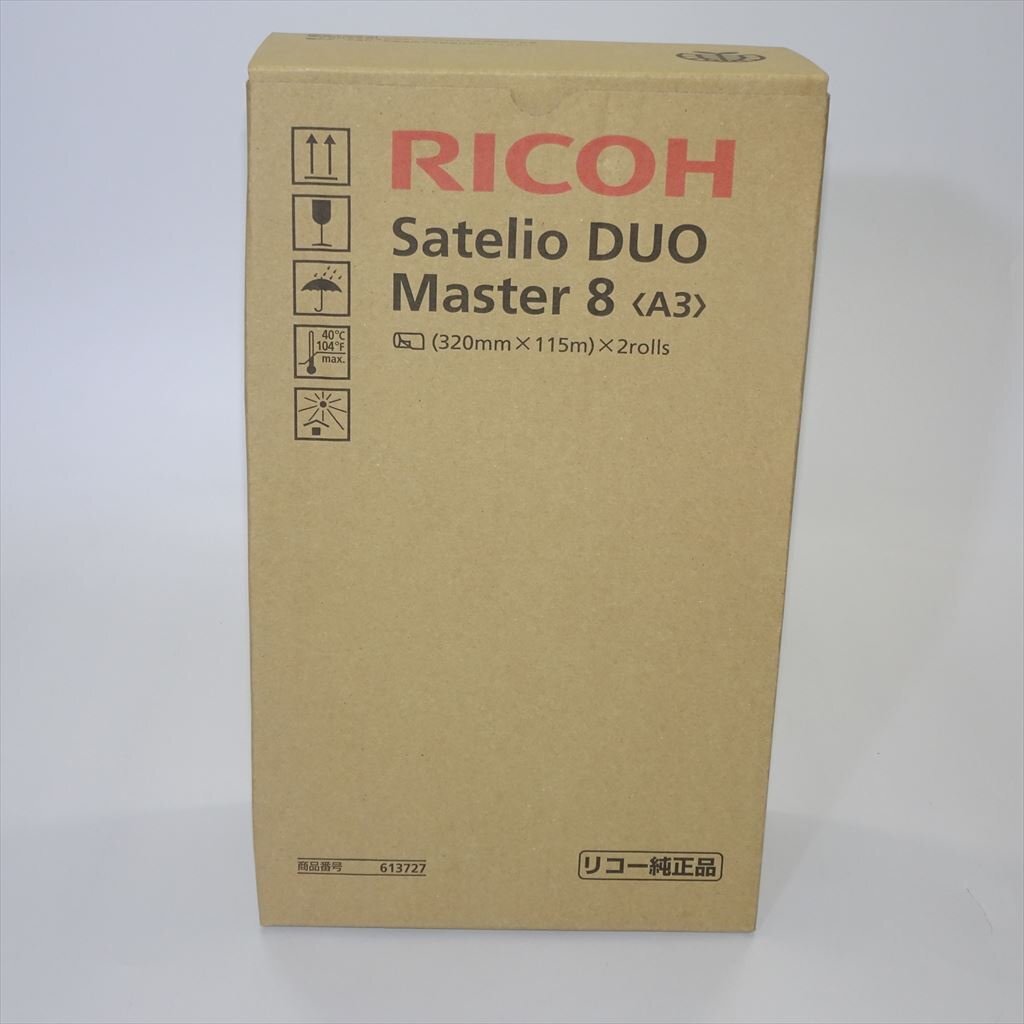 RICOH
Satelio DUO
Master 8 〈A3〉
(320mm×115m)×2rolls
40°C
104°F
max.
商品番号 613727
リコー純正品